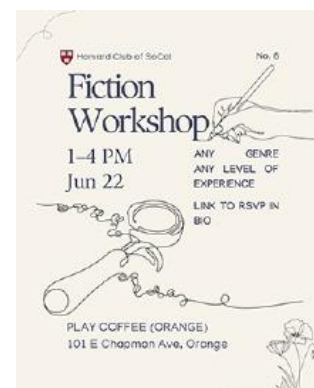 Harvard Club of SoCal
No. 6
Fiction
Workshop
1–4 PM
Jun 22
ANY GENRE
ANY LEVEL OF
EXPERIENCE
LINK TO RSVP IN
BIO
PLAY COFFEE (ORANGE)
101 E Chapman Ave, Orange